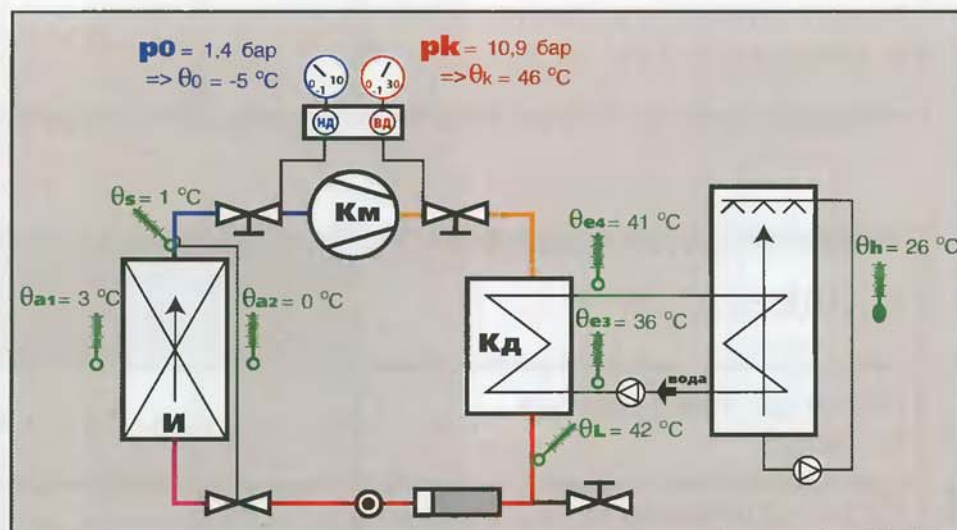 p0 = 1,4 бар
=> θ0 = -5 °C
pk = 10,9 бар
=> θk = 46 °C
0 -1 10
0 -1 30
НД
ВД
θs = 1 °C
Км
θe4 = 41 °C
θh = 26 °C
θa1 = 3 °C
θa2 = 0 °C
θe3 = 36 °C
Кд
вода
И
θL = 42 °C